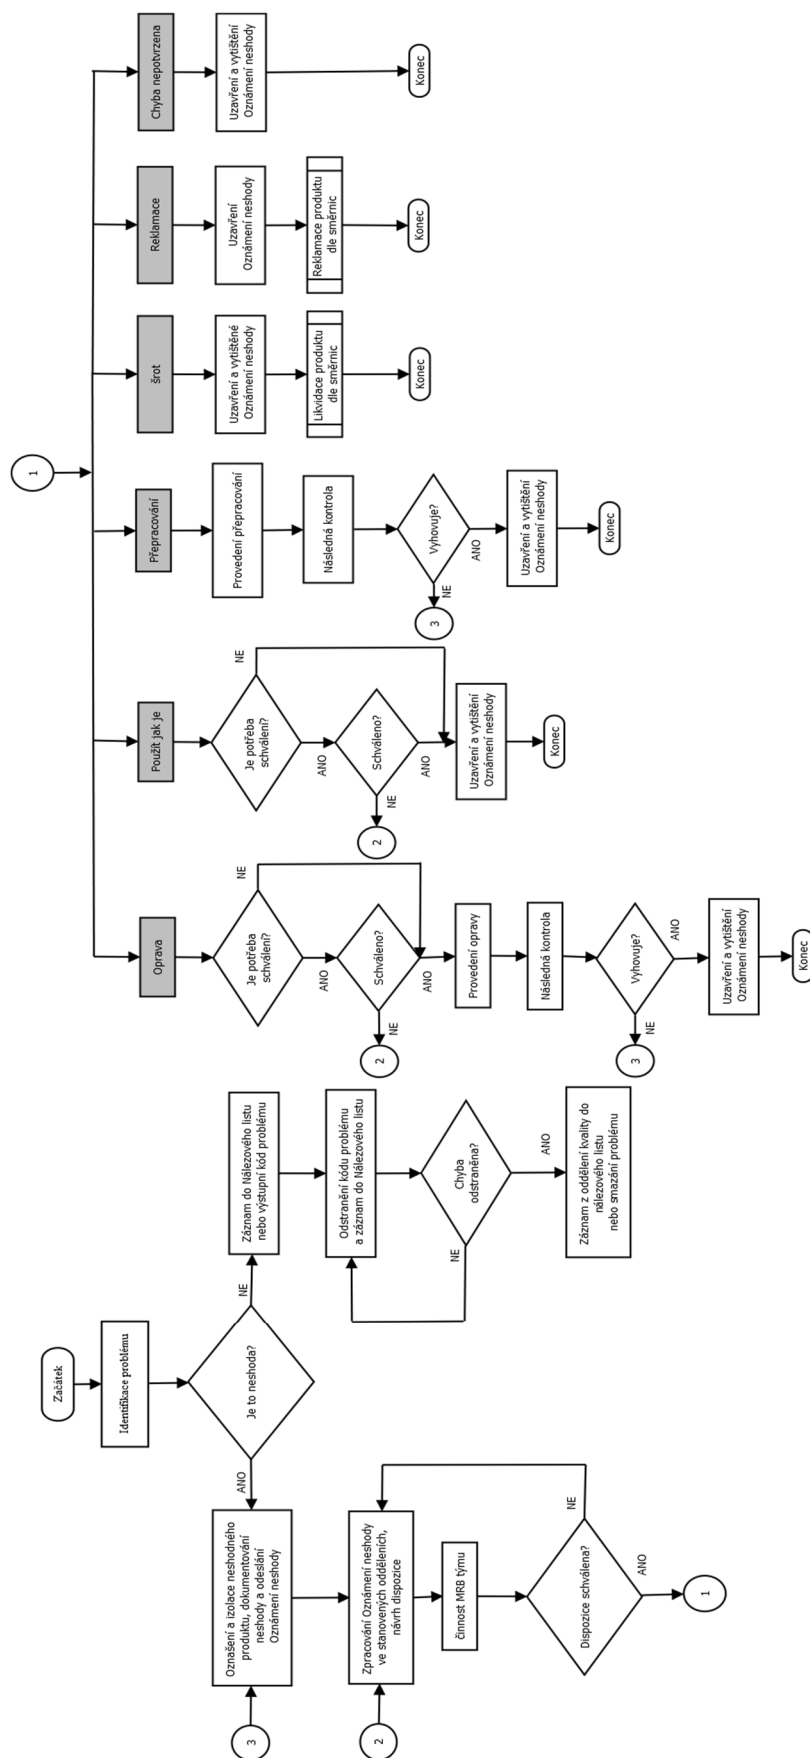 Začátek
Identifikace problému
Je to neshoda?
ANO
NE
3
Oznašení a izolace neshodného
produktu, dokumentování
neshody a odeslání
Oznámení neshody
2
Zpracování Oznámení neshody
ve stanovených odděleních,
návrh dispozice
činnost MRB týmu
Dispozice schválena?
NE
ANO
1
Záznam do Nálezového listu
nebo výstupní kód problému
Odstranění kódu problému
a záznam do Nálezového listu
Chyba
odstraněna?
NE
ANO
Záznam z oddělení kvality do
nálezového listu
nebo smazání problému
1
Oprava
Je potřeba
schválení?
NE
ANO
Schváleno?
NE
2
ANO
Provedení opravy
Následná kontrola
Vyhovuje?
NE
3
ANO
Uzavření a vytištění
Oznámení neshody
Konec
Použít jak je
Je potřeba
schválení?
NE
ANO
Schváleno?
NE
2
ANO
Uzavření a vytištění
Oznámení neshody
Konec
Přepracování
Provedení přepracování
Následná kontrola
Vyhovuje?
NE
3
ANO
Uzavření a vytištění
Oznámení neshody
Konec
šrot
Uzavření a vytištěné
Oznámení neshody
Likvidace produktu
dle směrnic
Konec
Reklamace
Uzavření
Oznámení neshody
Reklamace produktu
dle směrnic
Konec
Chyba nepotvrzena
Uzavření a vytištění
Oznámení neshody
Konec